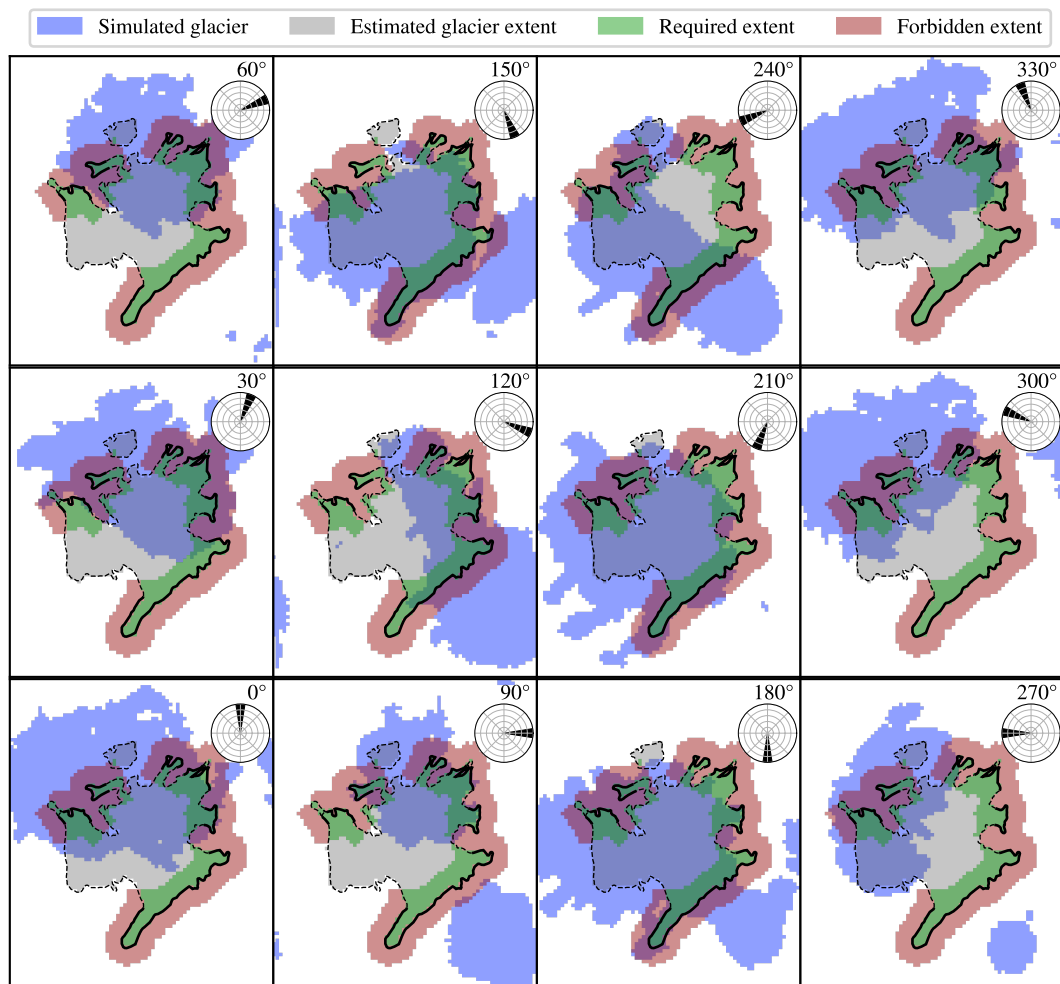 Simulated glacier Estimated glacier extent Required extent Forbidden extent
60° 150° 240° 330°
30° 120° 210° 300°
0° 90° 180° 270°